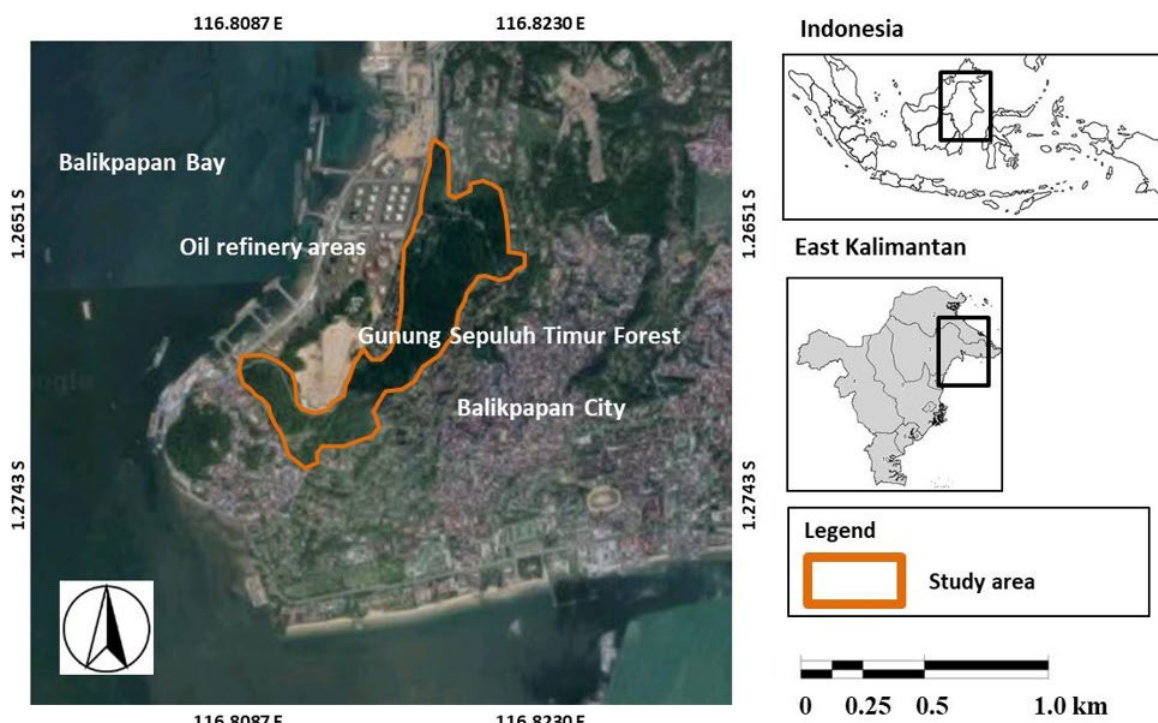 116.8087 E
116.8230 E
Indonesia
Balikpapan Bay
1.2651 S
1.2651 S
Oil refinery areas
East Kalimantan
Gunung Sepuluh Timur Forest
Balikpapan City
1.2743 S
1.2743 S
Legend
Study area
0 0.25 0.5 1.0 km
116.8087 E
116.8230 E